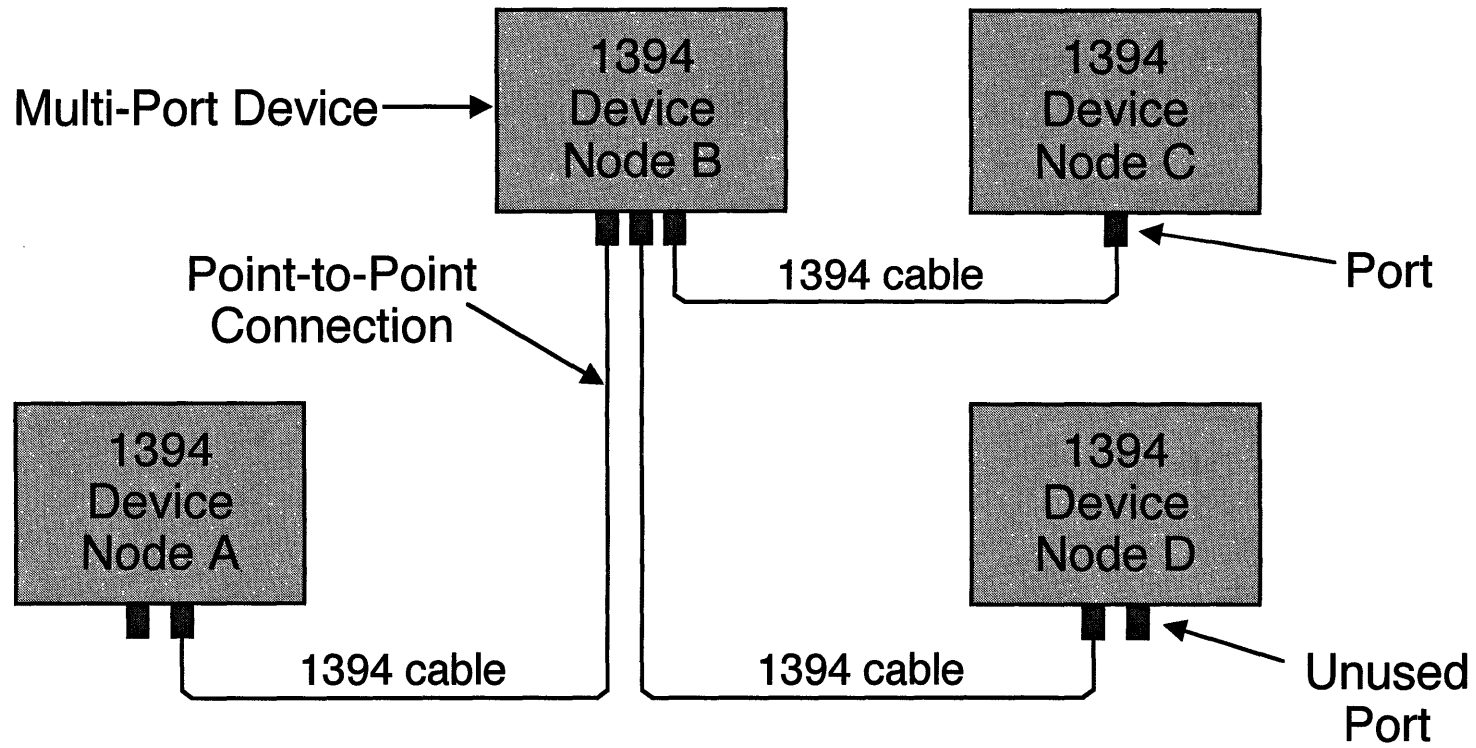 1394
Device
Node B
1394
Device
Node C
Multi-Port Device
Point-to-Point
Connection
1394 cable
Port
1394
Device
Node A
1394
Device
Node D
1394 cable
1394 cable
Unused
Port